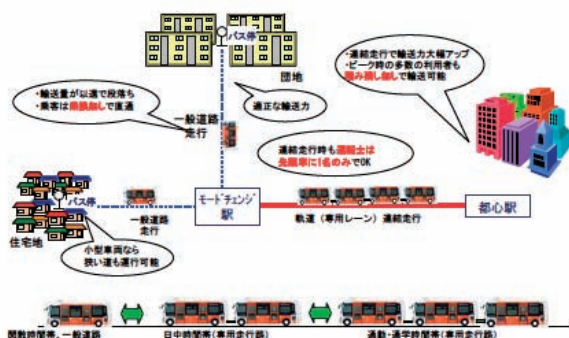 バス停
団地
・輸送量が以遠で段落ち
・乗客は乗換無しで直通
適正な輸送力
一般道路
走行
・連結走行で輸送力大幅アップ
・ピーク時の多数の利用者も
積み残し無しで輸送可能
連結走行時も運転士は
先頭車に1名のみでOK
バス停
住宅地
一般道路
走行
モードチェンジ
駅
軌道(専用レーン)連結走行
都心駅
小型車両なら
狭い道も運行可能
閑散時間帯、一般道路
日中時間帯(専用走行路)
通勤・通学時間帯(専用走行路)